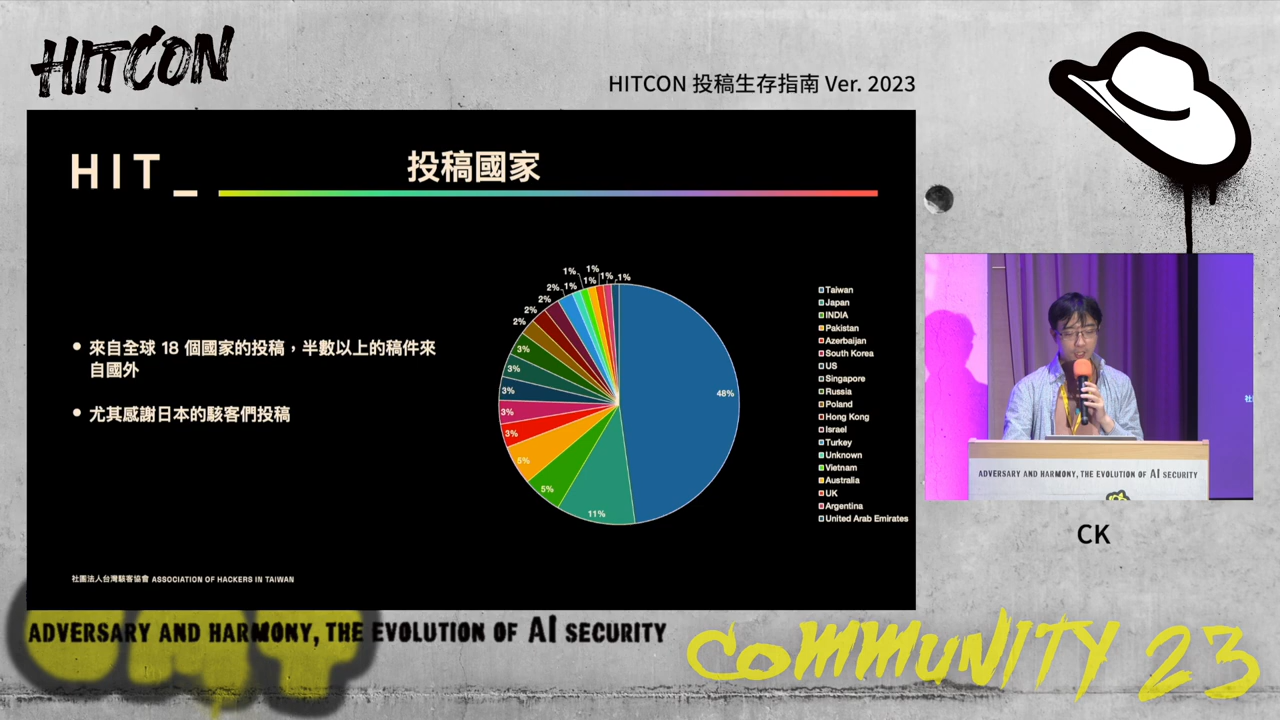 HITCON
HITCON 投稿生存指南 Ver. 2023
HIT_
投稿國家
來自全球 18 個國家的投稿，半數以上的稿件來
自國外
尤其感謝日本的駭客們投稿
48%
11%
5%
5%
3%
3%
3%
3%
3%
2%
2%
2%
2%
1%
1%
1%
1%
1%
1%
Taiwan
Japan
INDIA
Pakistan
Azerbaijan
South Korea
US
Singapore
Russia
Poland
Hong Kong
Israel
Turkey
Unknown
Vietnam
Australia
UK
Argentina
United Arab Emirates
社團法人台灣駭客協會 ASSOCIATION OF HACKERS IN TAIWAN
社
ADVERSARY AND HARMONY, THE EVOLUTION OF AI SECURITY
CK
ADVERSARY AND HARMONY, THE EVOLUTION OF AI SECURITY
COMMUNITY 23